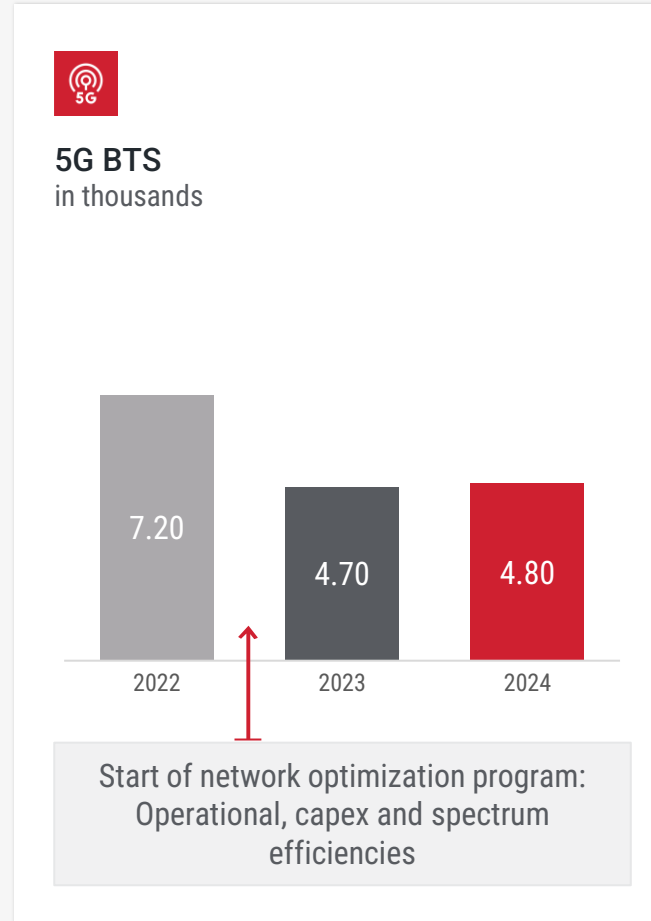 5G
5G BTS
in thousands
7.20
4.70
4.80
2022
2023
2024
Start of network optimization program:
Operational, capex and spectrum
efficiencies